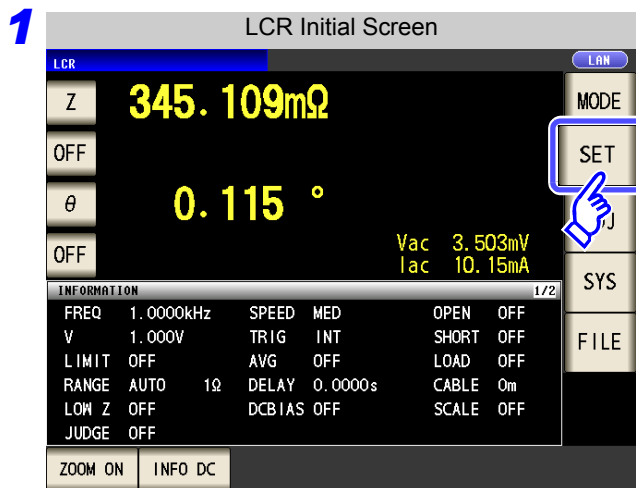 1
LCR Initial Screen
LCR
LAN
Z 345.109mΩ
MODE
OFF
SET
θ 0.115 °
OFF
Vac 3.503mV
Iac 10.15mA
SYS
INFORMATION 1/2
FREQ 1.0000kHz SPEED MED OPEN OFF
V 1.000V TRIG INT SHORT OFF
FILE
LIMIT OFF AVG OFF LOAD OFF
RANGE AUTO 1Ω DELAY 0.0000s CABLE 0m
LOW Z OFF DCBIAS OFF SCALE OFF
JUDGE OFF
ZOOM ON INFO DC